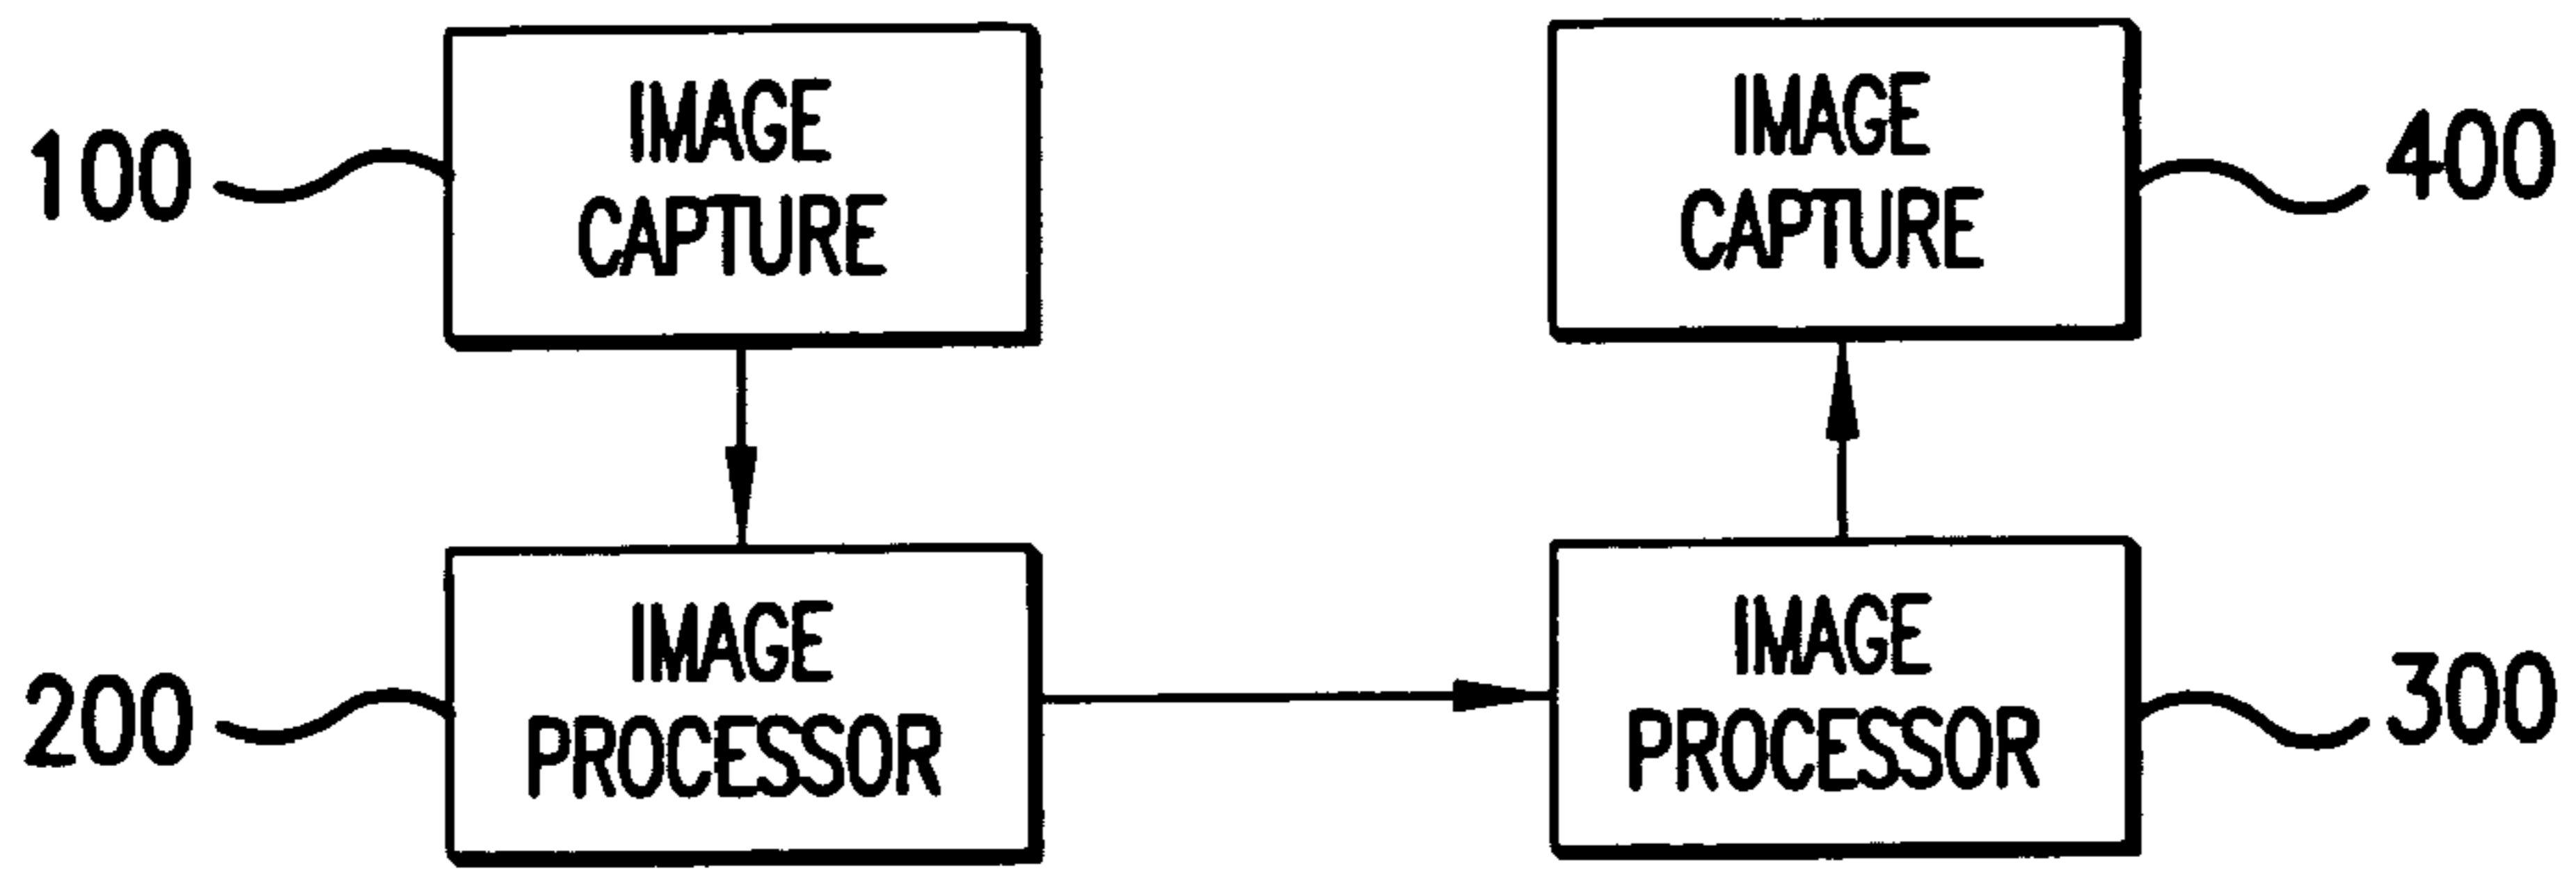 100
IMAGE
CAPTURE
IMAGE
CAPTURE
400
200
IMAGE
PROCESSOR
IMAGE
PROCESSOR
300